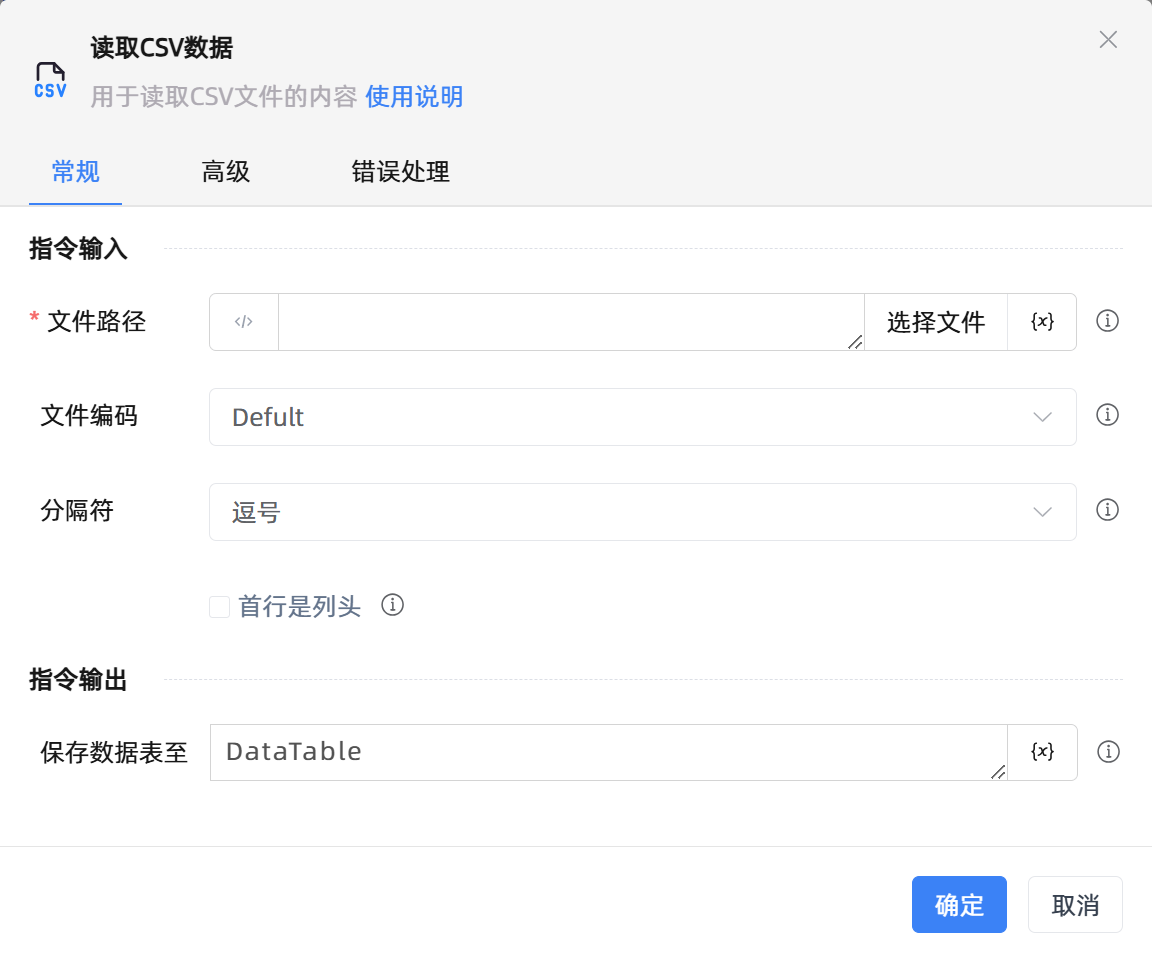 读取CSV数据
CSV
用于读取CSV文件的内容 使用说明
常规 高级 错误处理
指令输入
* 文件路径 </> 选择文件 {x}
文件编码 Defult
分隔符 逗号
首行是列头
指令输出
保存数据表至 DataTable {x}
确定 取消